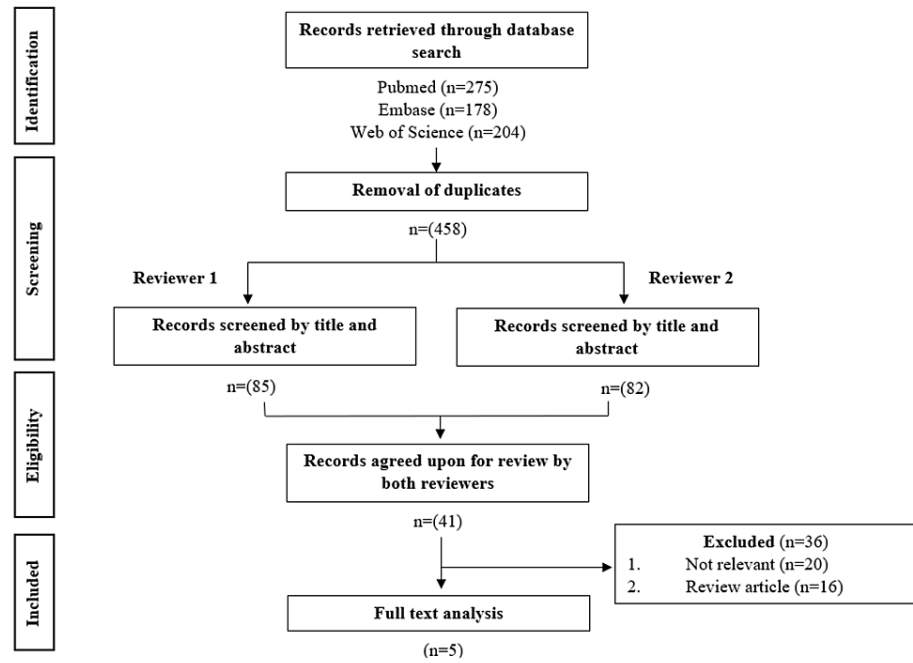 Identification
Records retrieved through database
search
Pubmed (n=275)
Embase (n=178)
Web of Science (n=204)
Screening
Removal of duplicates
n=(458)
Reviewer 1
Reviewer 2
Records screened by title and
abstract
Records screened by title and
abstract
n=(85)
n=(82)
Eligibility
Records agreed upon for review by
both reviewers
n=(41)
Included
Excluded (n=36)
1. Not relevant (n=20)
2. Review article (n=16)
Full text analysis
(n=5)